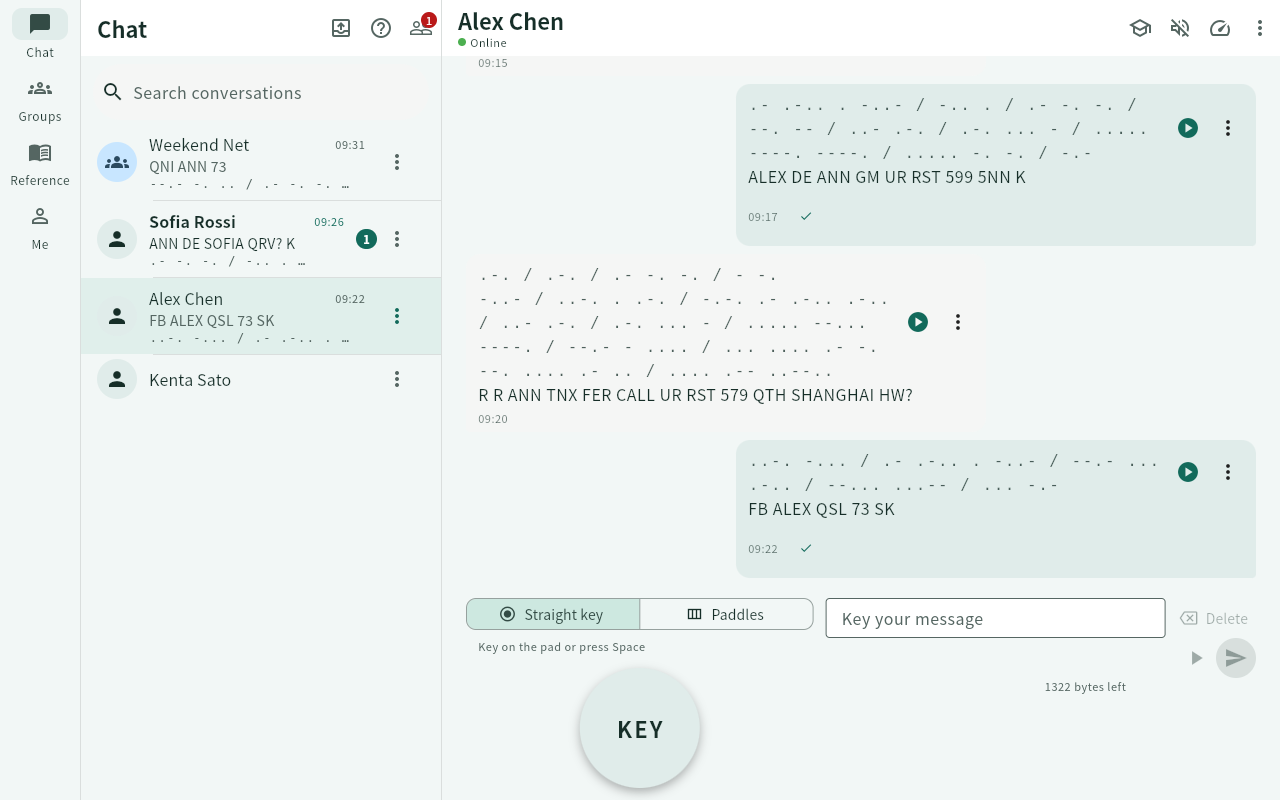 Chat
Groups
Reference
Me
Chat
1
Search conversations
Weekend Net
09:31
QNI ANN 73
--.- -. .. / .- -. -. …
Sofia Rossi
09:26
ANN DE SOFIA QRV? K
1
.- -. -. / -.. . …
Alex Chen
09:22
FB ALEX QSL 73 SK
..-. -... / .- .-.. . …
Kenta Sato
Alex Chen
Online
09:15
.- .-.. . -..- / -.. . / .- -. -. /
--. -- / ..- .-. / .-. ... - / .....
----. ----. / ..... -. -. / -.-
ALEX DE ANN GM UR RST 599 5NN K
09:17
.-. / .-. / .- -. -. / - -.
-..- / ..-. . .-. / -.-. .- .-.. .-..
/ ..- .-. / .-. ... - / ..... --...
----. / --.- - .... / ... .... .- -.
--. .... .- .. / .... .-- ..--..
R R ANN TNX FER CALL UR RST 579 QTH SHANGHAI HW?
09:20
..-. -... / .- .-.. . -..- / --.- ...
.-.. / --... ...-- / ... -.-
FB ALEX QSL 73 SK
09:22
Straight key
Paddles
Key your message
Delete
Key on the pad or press Space
1322 bytes left
KEY